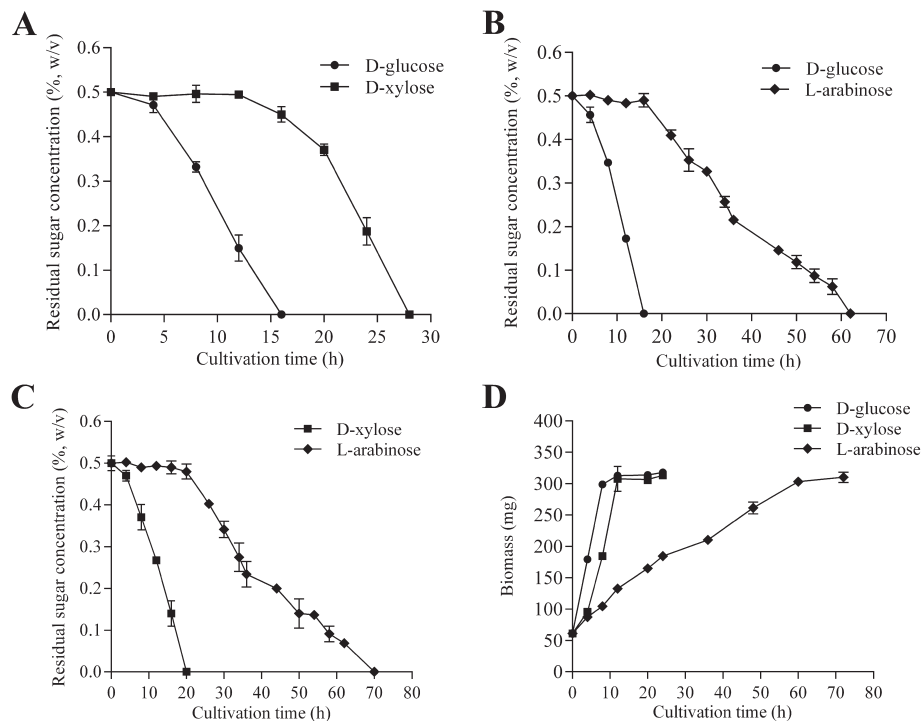 A
Residual sugar concentration (%, w/v)
0.6
0.5
0.4
0.3
0.2
0.1
0.0
0 5 10 15 20 25 30
Cultivation time (h)
D-glucose
D-xylose
B
Residual sugar concentration (%, w/v)
0.6
0.5
0.4
0.3
0.2
0.1
0.0
0 10 20 30 40 50 60 70
Cultivation time (h)
D-glucose
L-arabinose
C
Residual sugar concentration (%, w/v)
0.6
0.5
0.4
0.3
0.2
0.1
0.0
0 10 20 30 40 50 60 70 80
Cultivation time (h)
D-xylose
L-arabinose
D
Biomass (mg)
400
350
300
250
200
150
100
50
0
0 10 20 30 40 50 60 70 80
Cultivation time (h)
D-glucose
D-xylose
L-arabinose